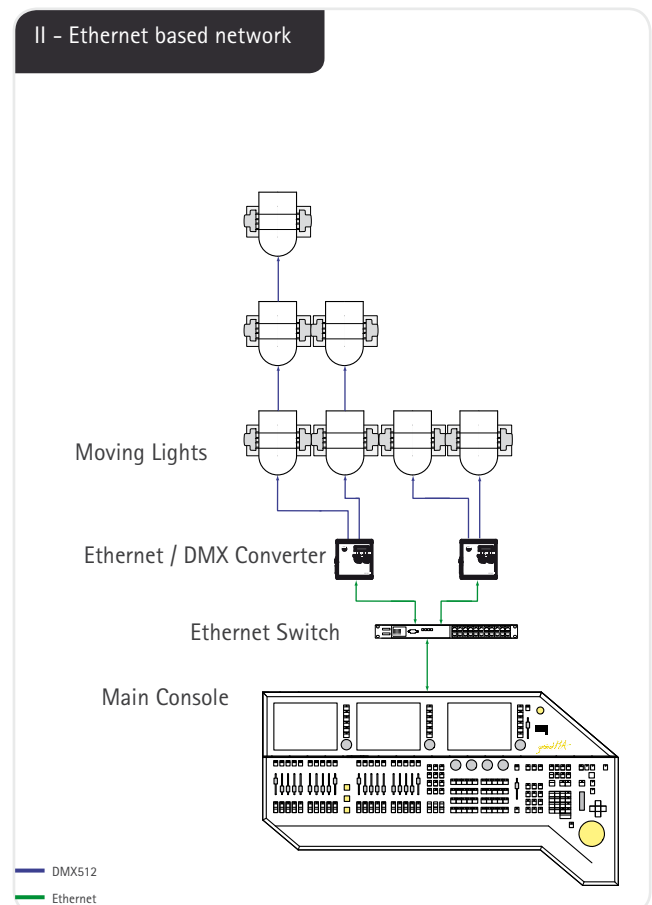 II - Ethernet based network
Moving Lights
Ethernet / DMX Converter
Ethernet Switch
Main Console
DMX512
Ethernet